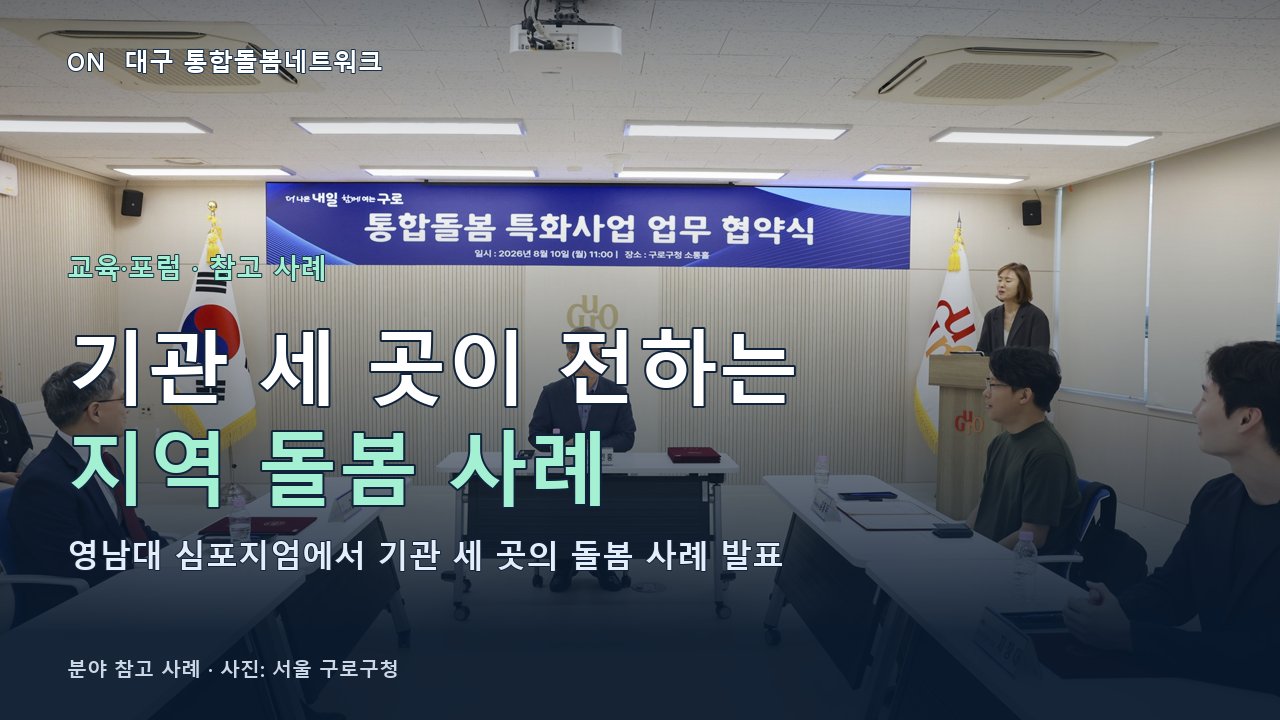 ON 대구 통합돌봄네트워크
더 나은 내일 함께 여는 구로
통합돌봄 특화사업 업무 협약식
일시 : 2026년 8월 10일 (월) 11:00 | 장소 : 구로구청 소통홀
교육·포럼 · 참고 사례
기관 세 곳이 전하는
지역 돌봄 사례
영남대 심포지엄에서 기관 세 곳의 돌봄 사례 발표
분야 참고 사례 · 사진: 서울 구로구청